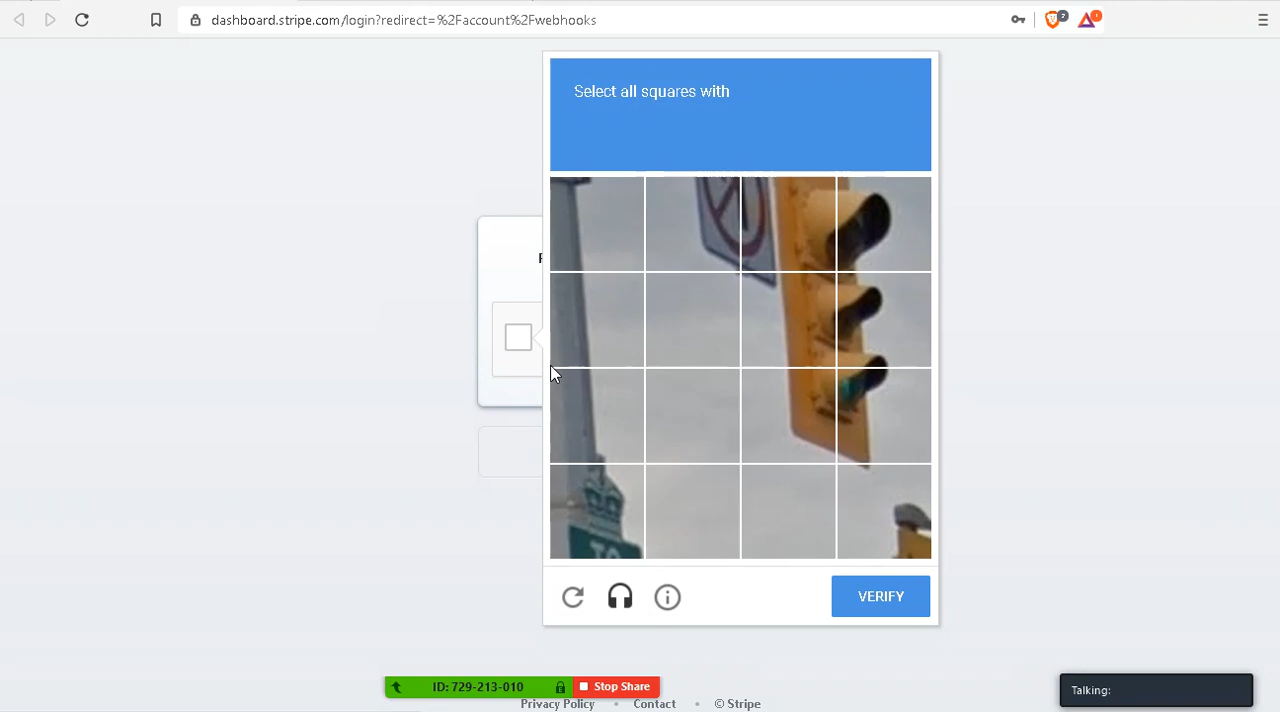 dashboard.stripe.com/login?redirect=%2Faccount%2Fwebhooks
Select all squares with
TO
VERIFY
ID: 729-213-010
Stop Share
Talking:
Privacy Policy • Contact • © Stripe